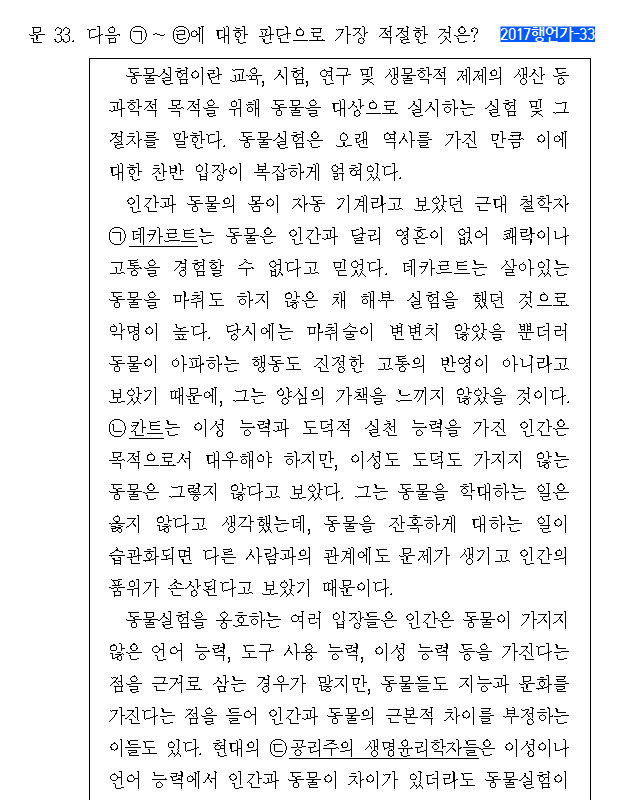 문 33. 다음 ㉠~㉣에 대한 판단으로 가장 적절한 것은? 2017행언가-33
동물실험이란 교육, 시험, 연구 및 생물학적 제제의 생산 등
과학적 목적을 위해 동물을 대상으로 실시하는 실험 및 그
절차를 말한다. 동물실험은 오랜 역사를 가진 만큼 이에
대한 찬반 입장이 복잡하게 얽혀있다.
인간과 동물의 몸이 자동 기계라고 보았던 근대 철학자
㉠데카르트는 동물은 인간과 달리 영혼이 없어 쾌락이나
고통을 경험할 수 없다고 믿었다. 데카르트는 살아있는
동물을 마취도 하지 않은 채 해부 실험을 했던 것으로
악명이 높다. 당시에는 마취술이 변변치 않았을 뿐더러
동물이 아파하는 행동도 진정한 고통의 반영이 아니라고
보았기 때문에, 그는 양심의 가책을 느끼지 않았을 것이다.
㉡칸트는 이성 능력과 도덕적 실천 능력을 가진 인간은
목적으로서 대우해야 하지만, 이성도 도덕도 가지지 않는
동물은 그렇지 않다고 보았다. 그는 동물을 학대하는 일은
옳지 않다고 생각했는데, 동물을 잔혹하게 대하는 일이
습관화되면 다른 사람과의 관계에도 문제가 생기고 인간의
품위가 손상된다고 보았기 때문이다.
동물실험을 옹호하는 여러 입장들은 인간은 동물이 가지지
않은 언어 능력, 도구 사용 능력, 이성 능력 등을 가진다는
점을 근거로 삼는 경우가 많지만, 동물들도 지능과 문화를
가진다는 점을 들어 인간과 동물의 근본적 차이를 부정하는
이들도 있다. 현대의 ㉢공리주의 생명윤리학자들은 이성이나
언어 능력에서 인간과 동물이 차이가 있더라도 동물실험이